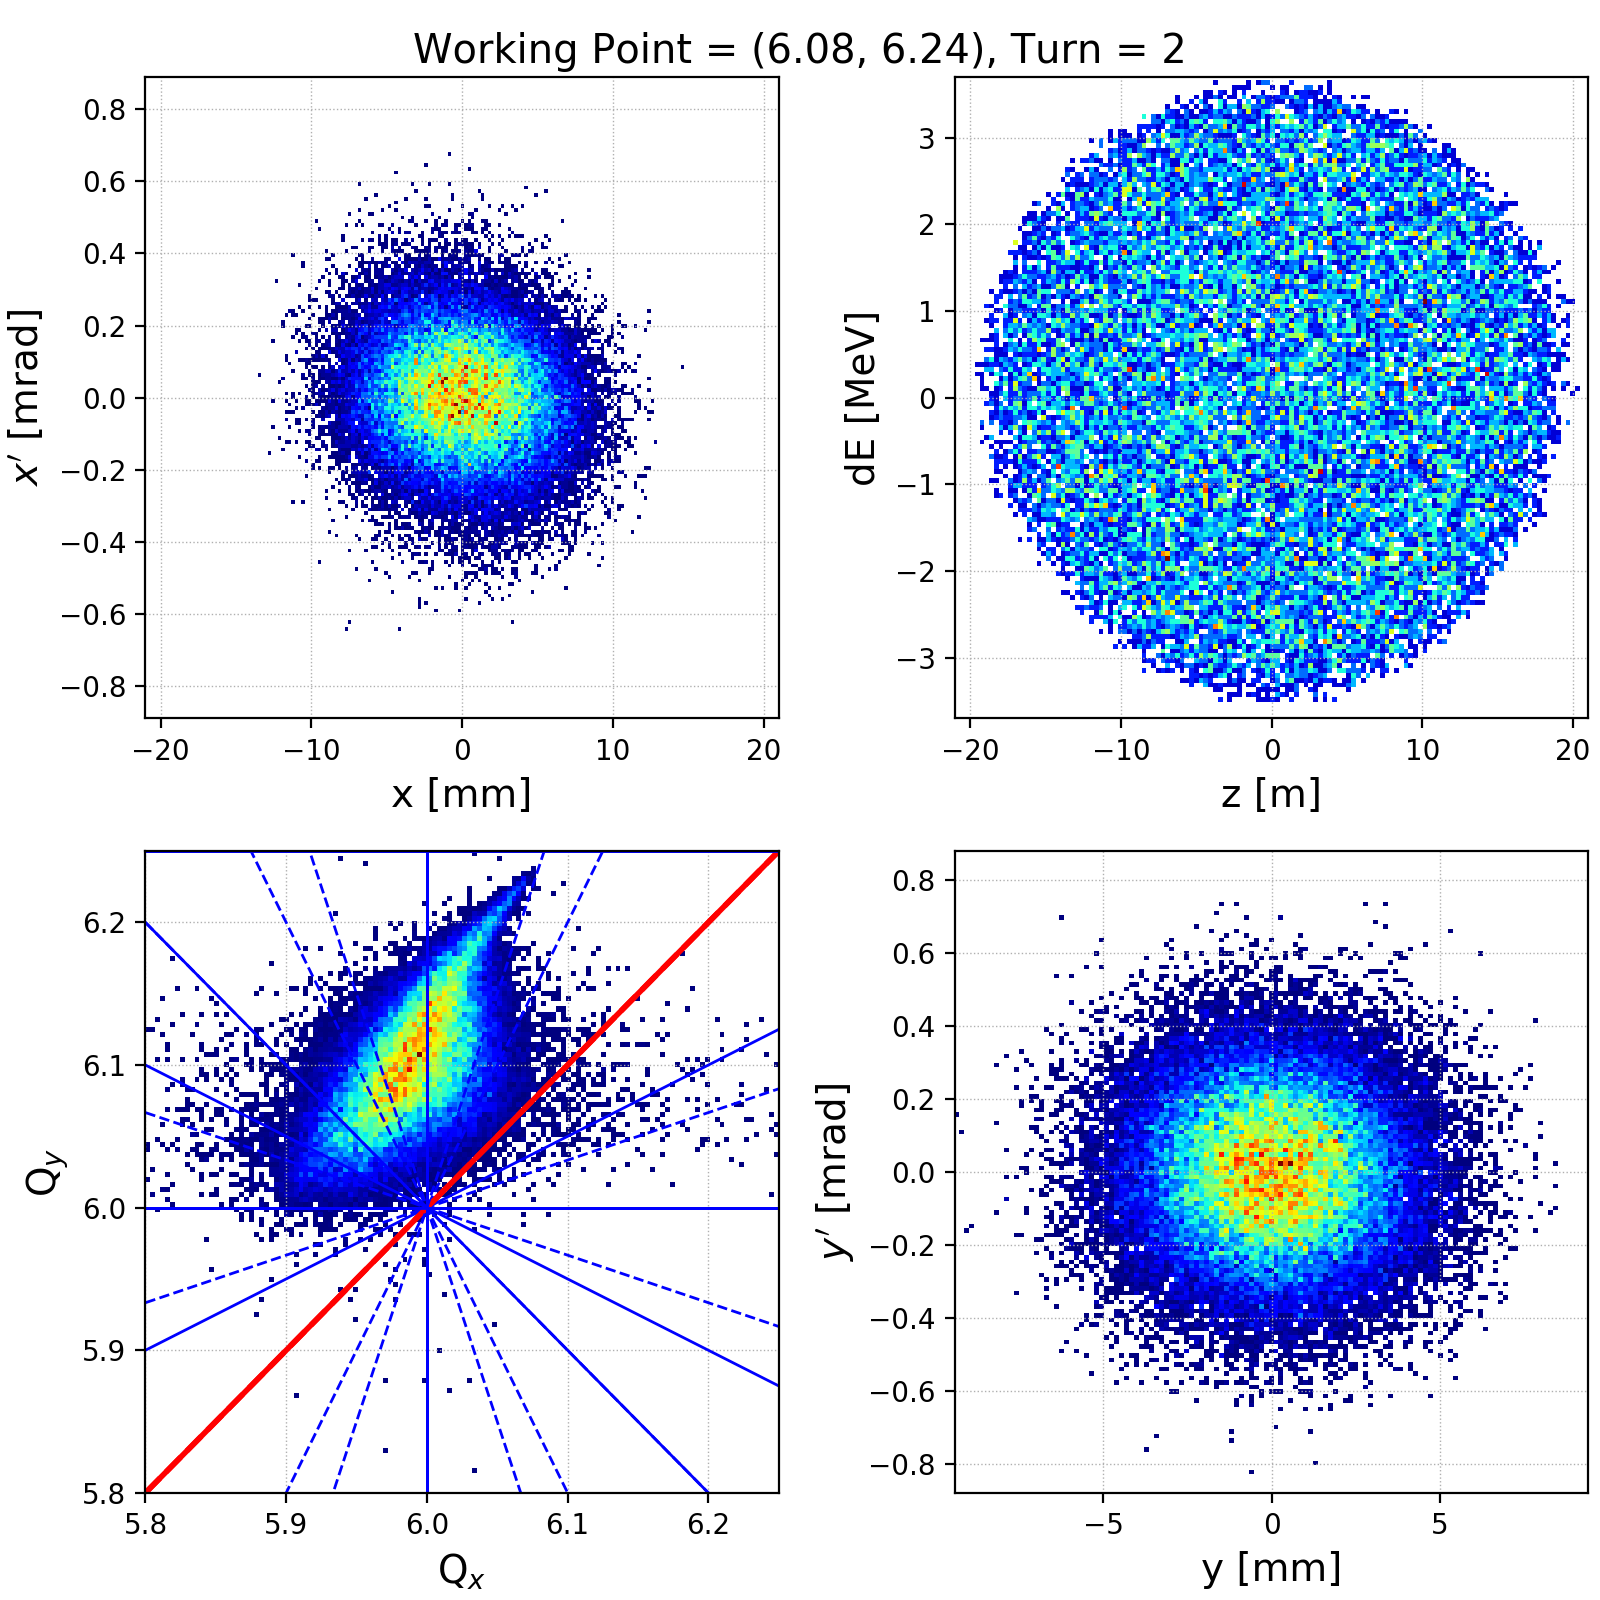 Working Point = (6.08, 6.24), Turn = 2
0.8
0.6
0.4
0.2
0.0
−0.2
−0.4
−0.6
−0.8
x′ [mrad]
−20 −10 0 10 20
x [mm]
3
2
1
0
−1
−2
−3
dE [MeV]
−20 −10 0 10 20
z [m]
6.2
6.1
6.0
5.9
5.8
Qy
5.8 5.9 6.0 6.1 6.2
Qx
0.8
0.6
0.4
0.2
0.0
−0.2
−0.4
−0.6
−0.8
y′ [mrad]
−5 0 5
y [mm]